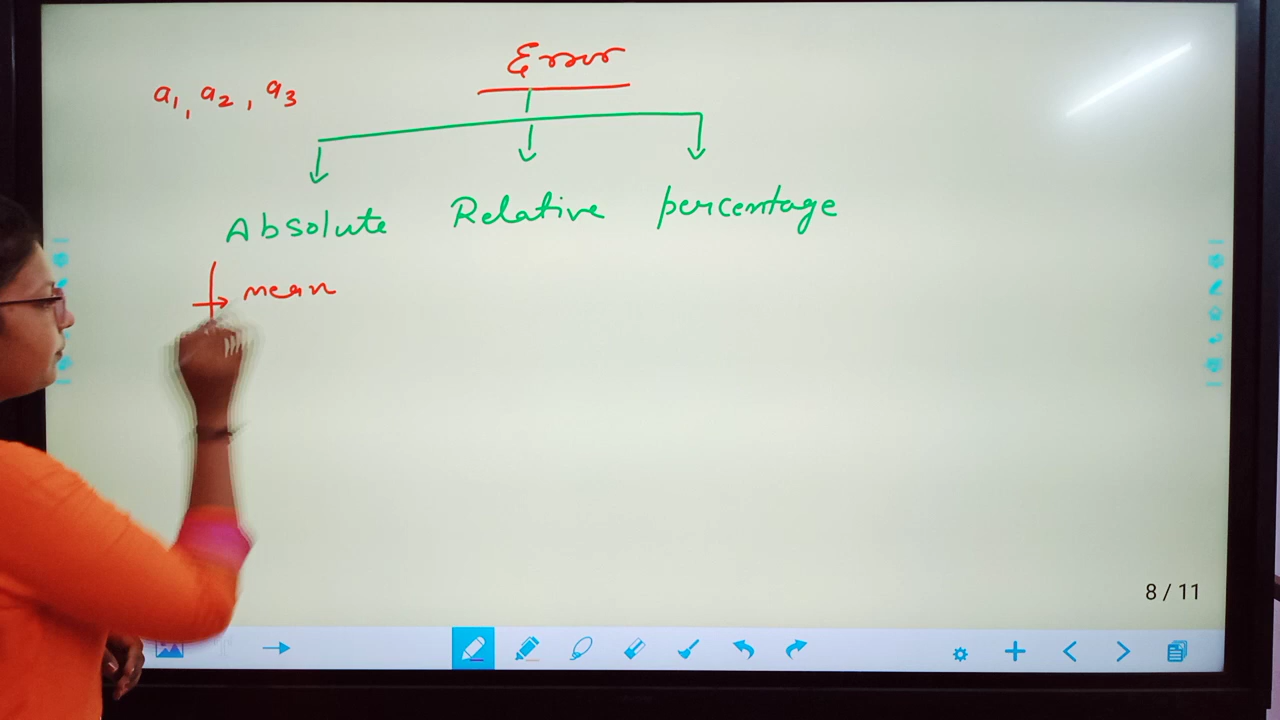 Error
a1, a2, a3
Absolute Relative percentage
mean
8 / 11